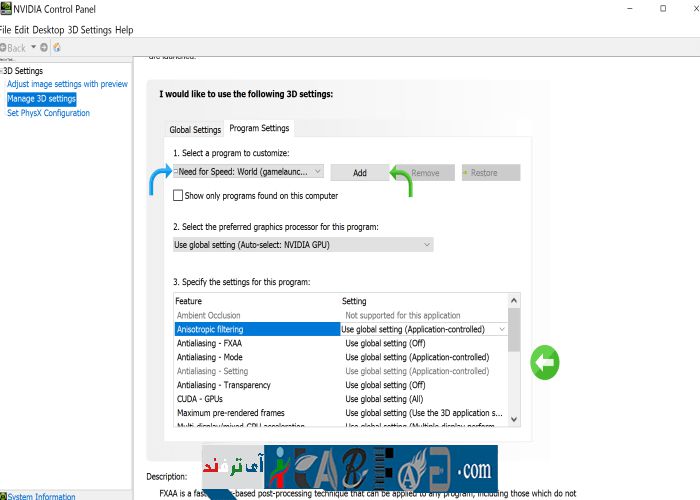 NVIDIA Control Panel
File Edit Desktop 3D Settings Help
Back
3D Settings
Adjust image settings with preview
Manage 3D settings
Set PhysX Configuration
System Information
are launched.
I would like to use the following 3D settings:
Global Settings Program Settings
1. Select a program to customize:
Need for Speed: World (gamelaunc... Add Remove Restore
Show only programs found on this computer
2. Select the preferred graphics processor for this program:
Use global setting (Auto-select: NVIDIA GPU)
3. Specify the settings for this program:
Feature Setting
Ambient Occlusion Not supported for this application
Anisotropic filtering Use global setting (Application-controlled)
Antialiasing - FXAA Use global setting (Off)
Antialiasing - Mode Use global setting (Application-controlled)
Antialiasing - Setting Use global setting (Application-controlled)
Antialiasing - Transparency Use global setting (Off)
CUDA - GPUs Use global setting (All)
Maximum pre-rendered frames Use global setting (Use the 3D application s...
Multi-display/mixed-GPU acceleration Use global setting (Multiple display perform
آی ترفند
.com
Description:
FXAA is a fast -based post-processing technique that can be applied to any program, including those which do not